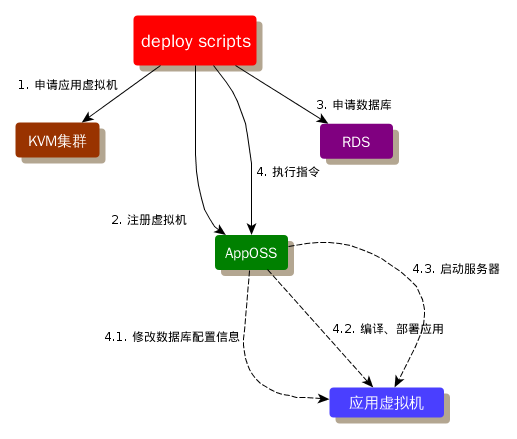 deploy scripts
1. 申请应用虚拟机
3. 申请数据库
KVM集群
RDS
4. 执行指令
2. 注册虚拟机
AppOSS
4.3. 启动服务器
4.1. 修改数据库配置信息
4.2. 编译、部署应用
应用虚拟机